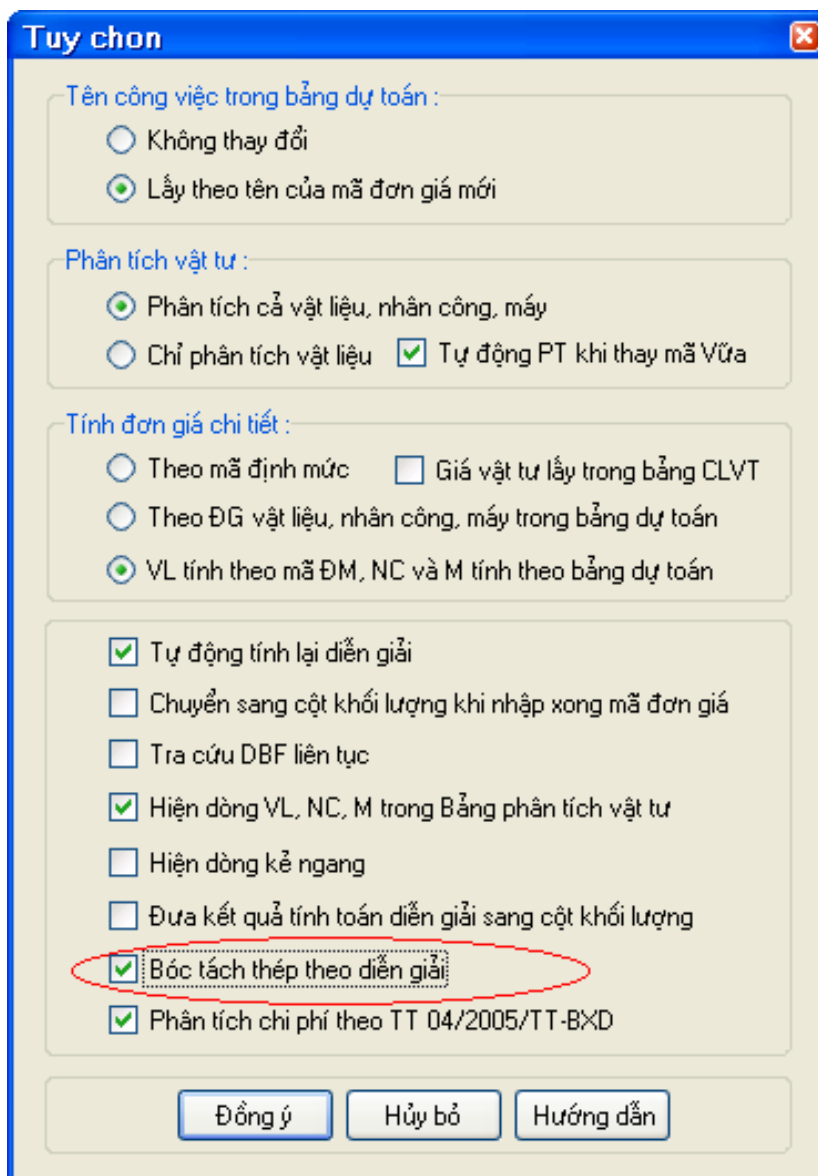 Tuy chon
Tên công việc trong bảng dự toán :
Không thay đổi
Lấy theo tên của mã đơn giá mới
Phân tích vật tư :
Phân tích cả vật liệu, nhân công, máy
Chỉ phân tích vật liệu Tự động PT khi thay mã Vữa
Tính đơn giá chi tiết :
Theo mã định mức Giá vật tư lấy trong bảng CLVT
Theo ĐG vật liệu, nhân công, máy trong bảng dự toán
VL tính theo mã ĐM, NC và M tính theo bảng dự toán
Tự động tính lại diễn giải
Chuyển sang cột khối lượng khi nhập xong mã đơn giá
Tra cứu DBF liên tục
Hiện dòng VL, NC, M trong Bảng phân tích vật tư
Hiện dòng kẻ ngang
Đưa kết quả tính toán diễn giải sang cột khối lượng
Bóc tách thép theo diễn giải
Phân tích chi phí theo TT 04/2005/TT-BXD
Đồng ý Hủy bỏ Hướng dẫn